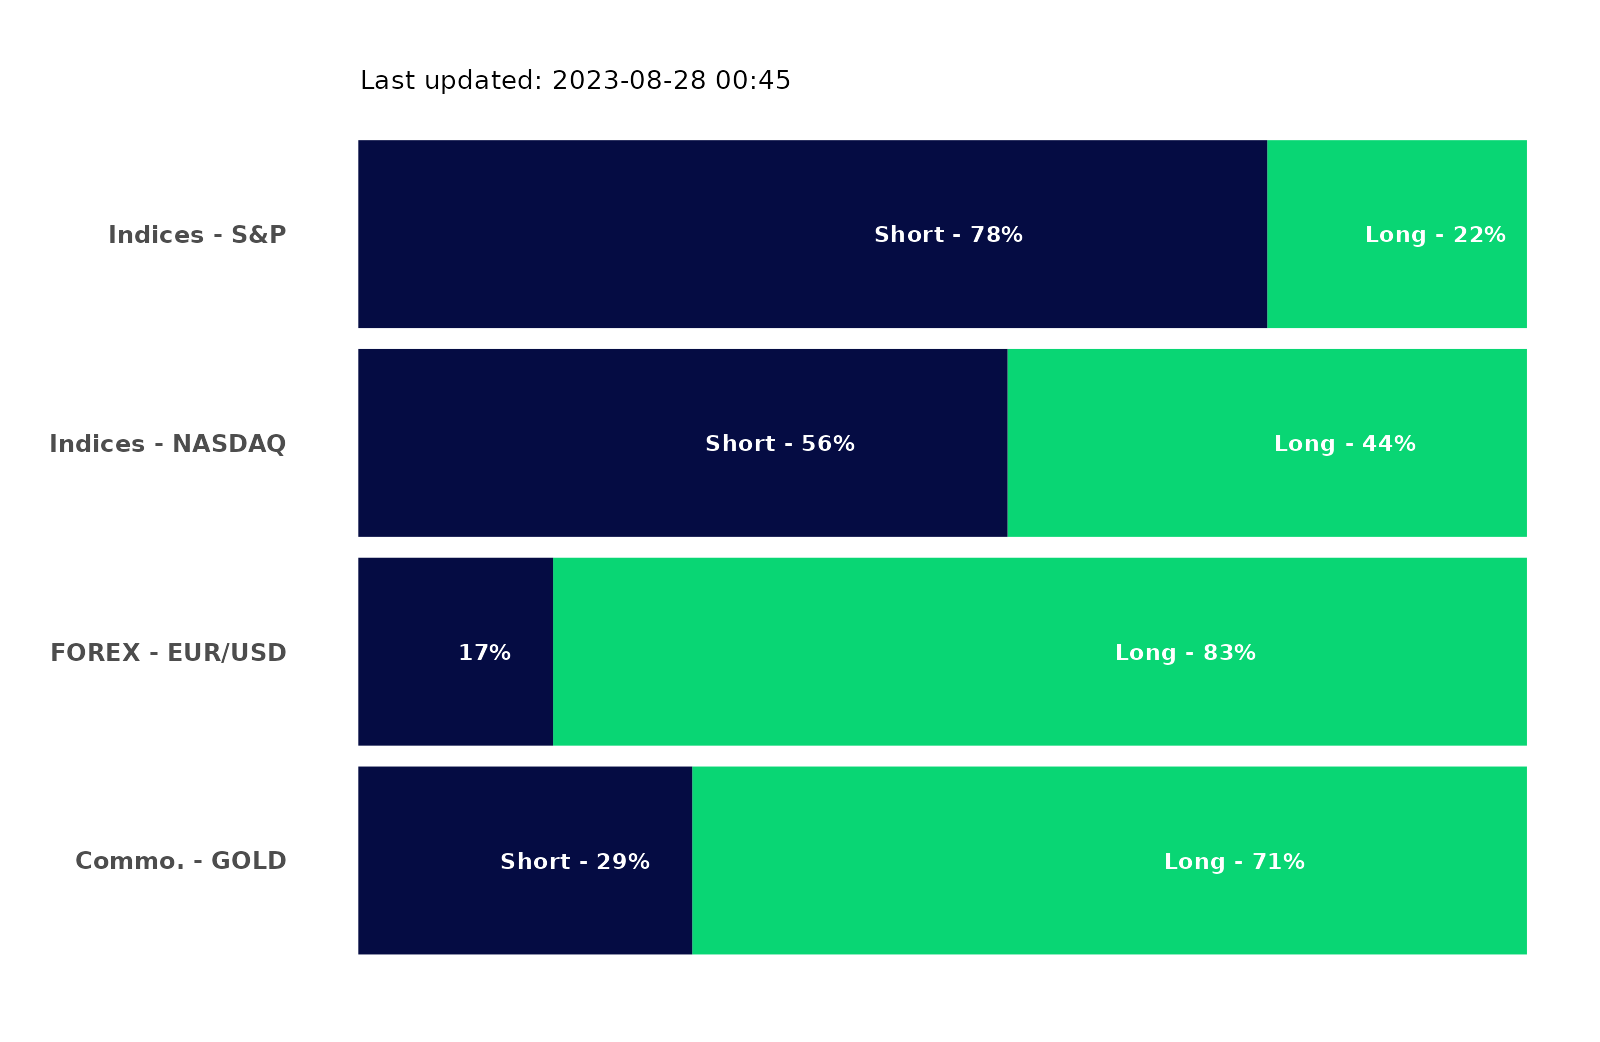 Last updated: 2023-08-28 00:45
Indices - S&P Short - 78% Long - 22%
Indices - NASDAQ Short - 56% Long - 44%
FOREX - EUR/USD 17% Long - 83%
Commo. - GOLD Short - 29% Long - 71%